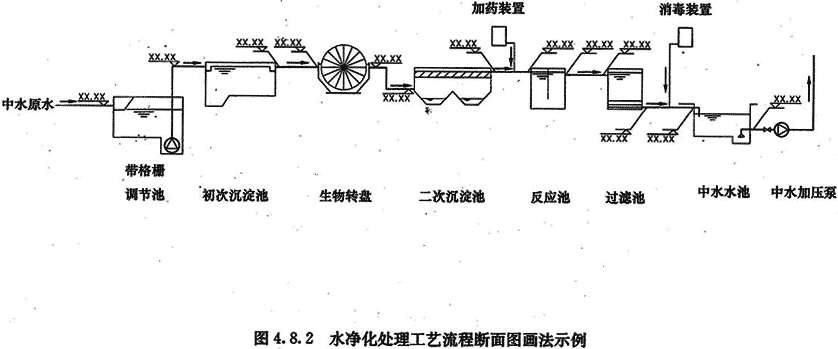 加药装置 消毒装置
XX.XX XX.XX XX.XX XX.XX XX.XX XX.XX XX.XX XX.XX
中水原水 XX.XX XX.XX XX.XX
XX.XX XX.XX
带格栅
调节池 初次沉淀池 生物转盘 二次沉淀池 反应池 过滤池 中水水池 中水加压泵
图 4.8.2 水净化处理工艺流程断面图画法示例